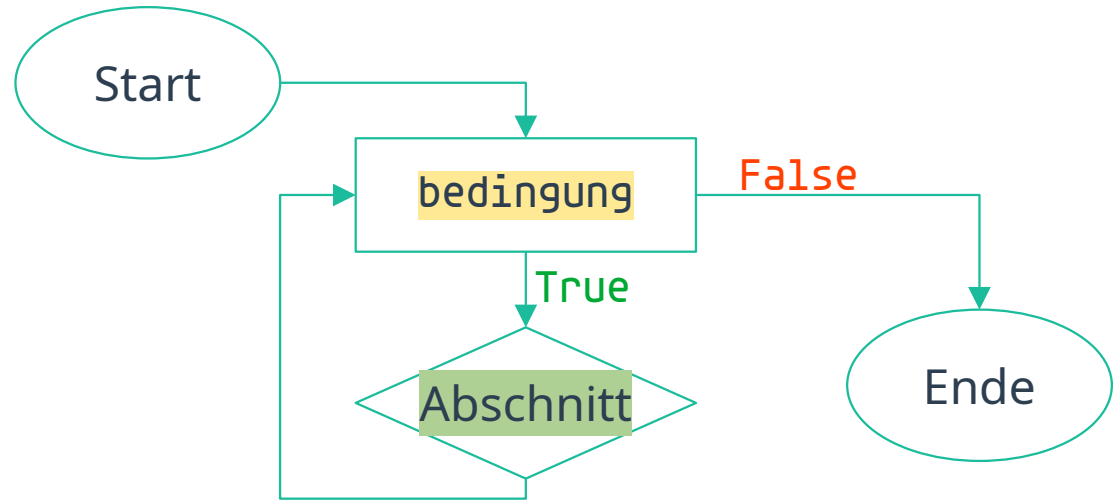 Start
bedingung
False
True
Abschnitt
Ende